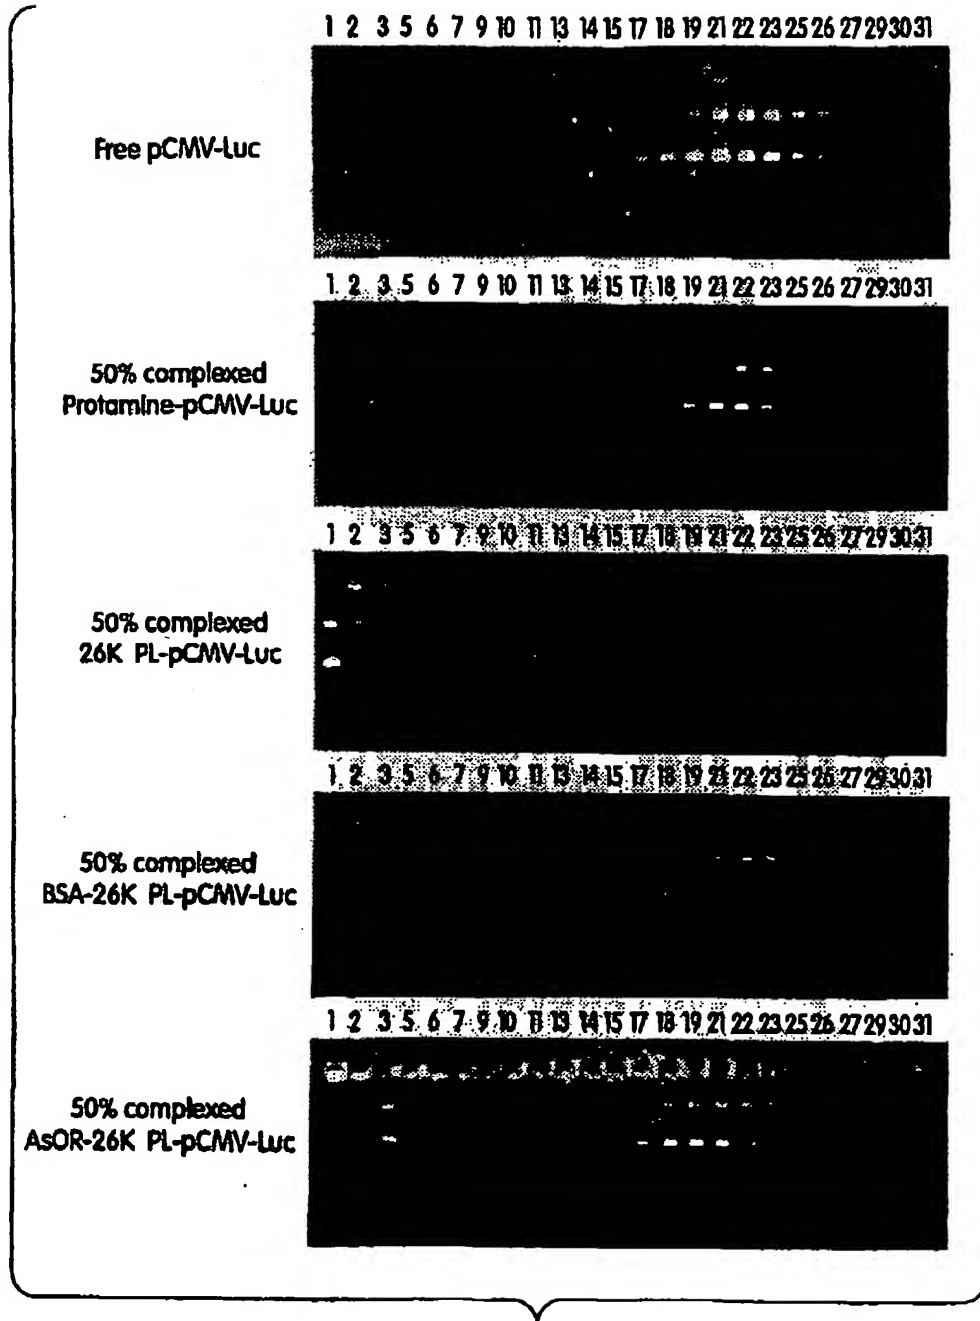 1 2 3 5 6 7 9 10 11 13 14 15 17 18 19 21 22 23 25 26 27 29 30 31
Free pCMV-Luc
1 2 3 5 6 7 9 10 11 13 14 15 17 18 19 21 22 23 25 26 27 29 30 31
50% complexed
Protamine-pCMV-Luc
1 2 3 5 6 7 9 10 11 13 14 15 17 18 19 21 22 23 25 26 27 29 30 31
50% complexed
26K PL-pCMV-Luc
1 2 3 5 6 7 9 10 11 13 14 15 17 18 19 21 22 23 25 26 27 29 30 31
50% complexed
BSA-26K PL-pCMV-Luc
1 2 3 5 6 7 9 10 11 13 14 15 17 18 19 21 22 23 25 26 27 29 30 31
50% complexed
AsOR-26K PL-pCMV-Luc